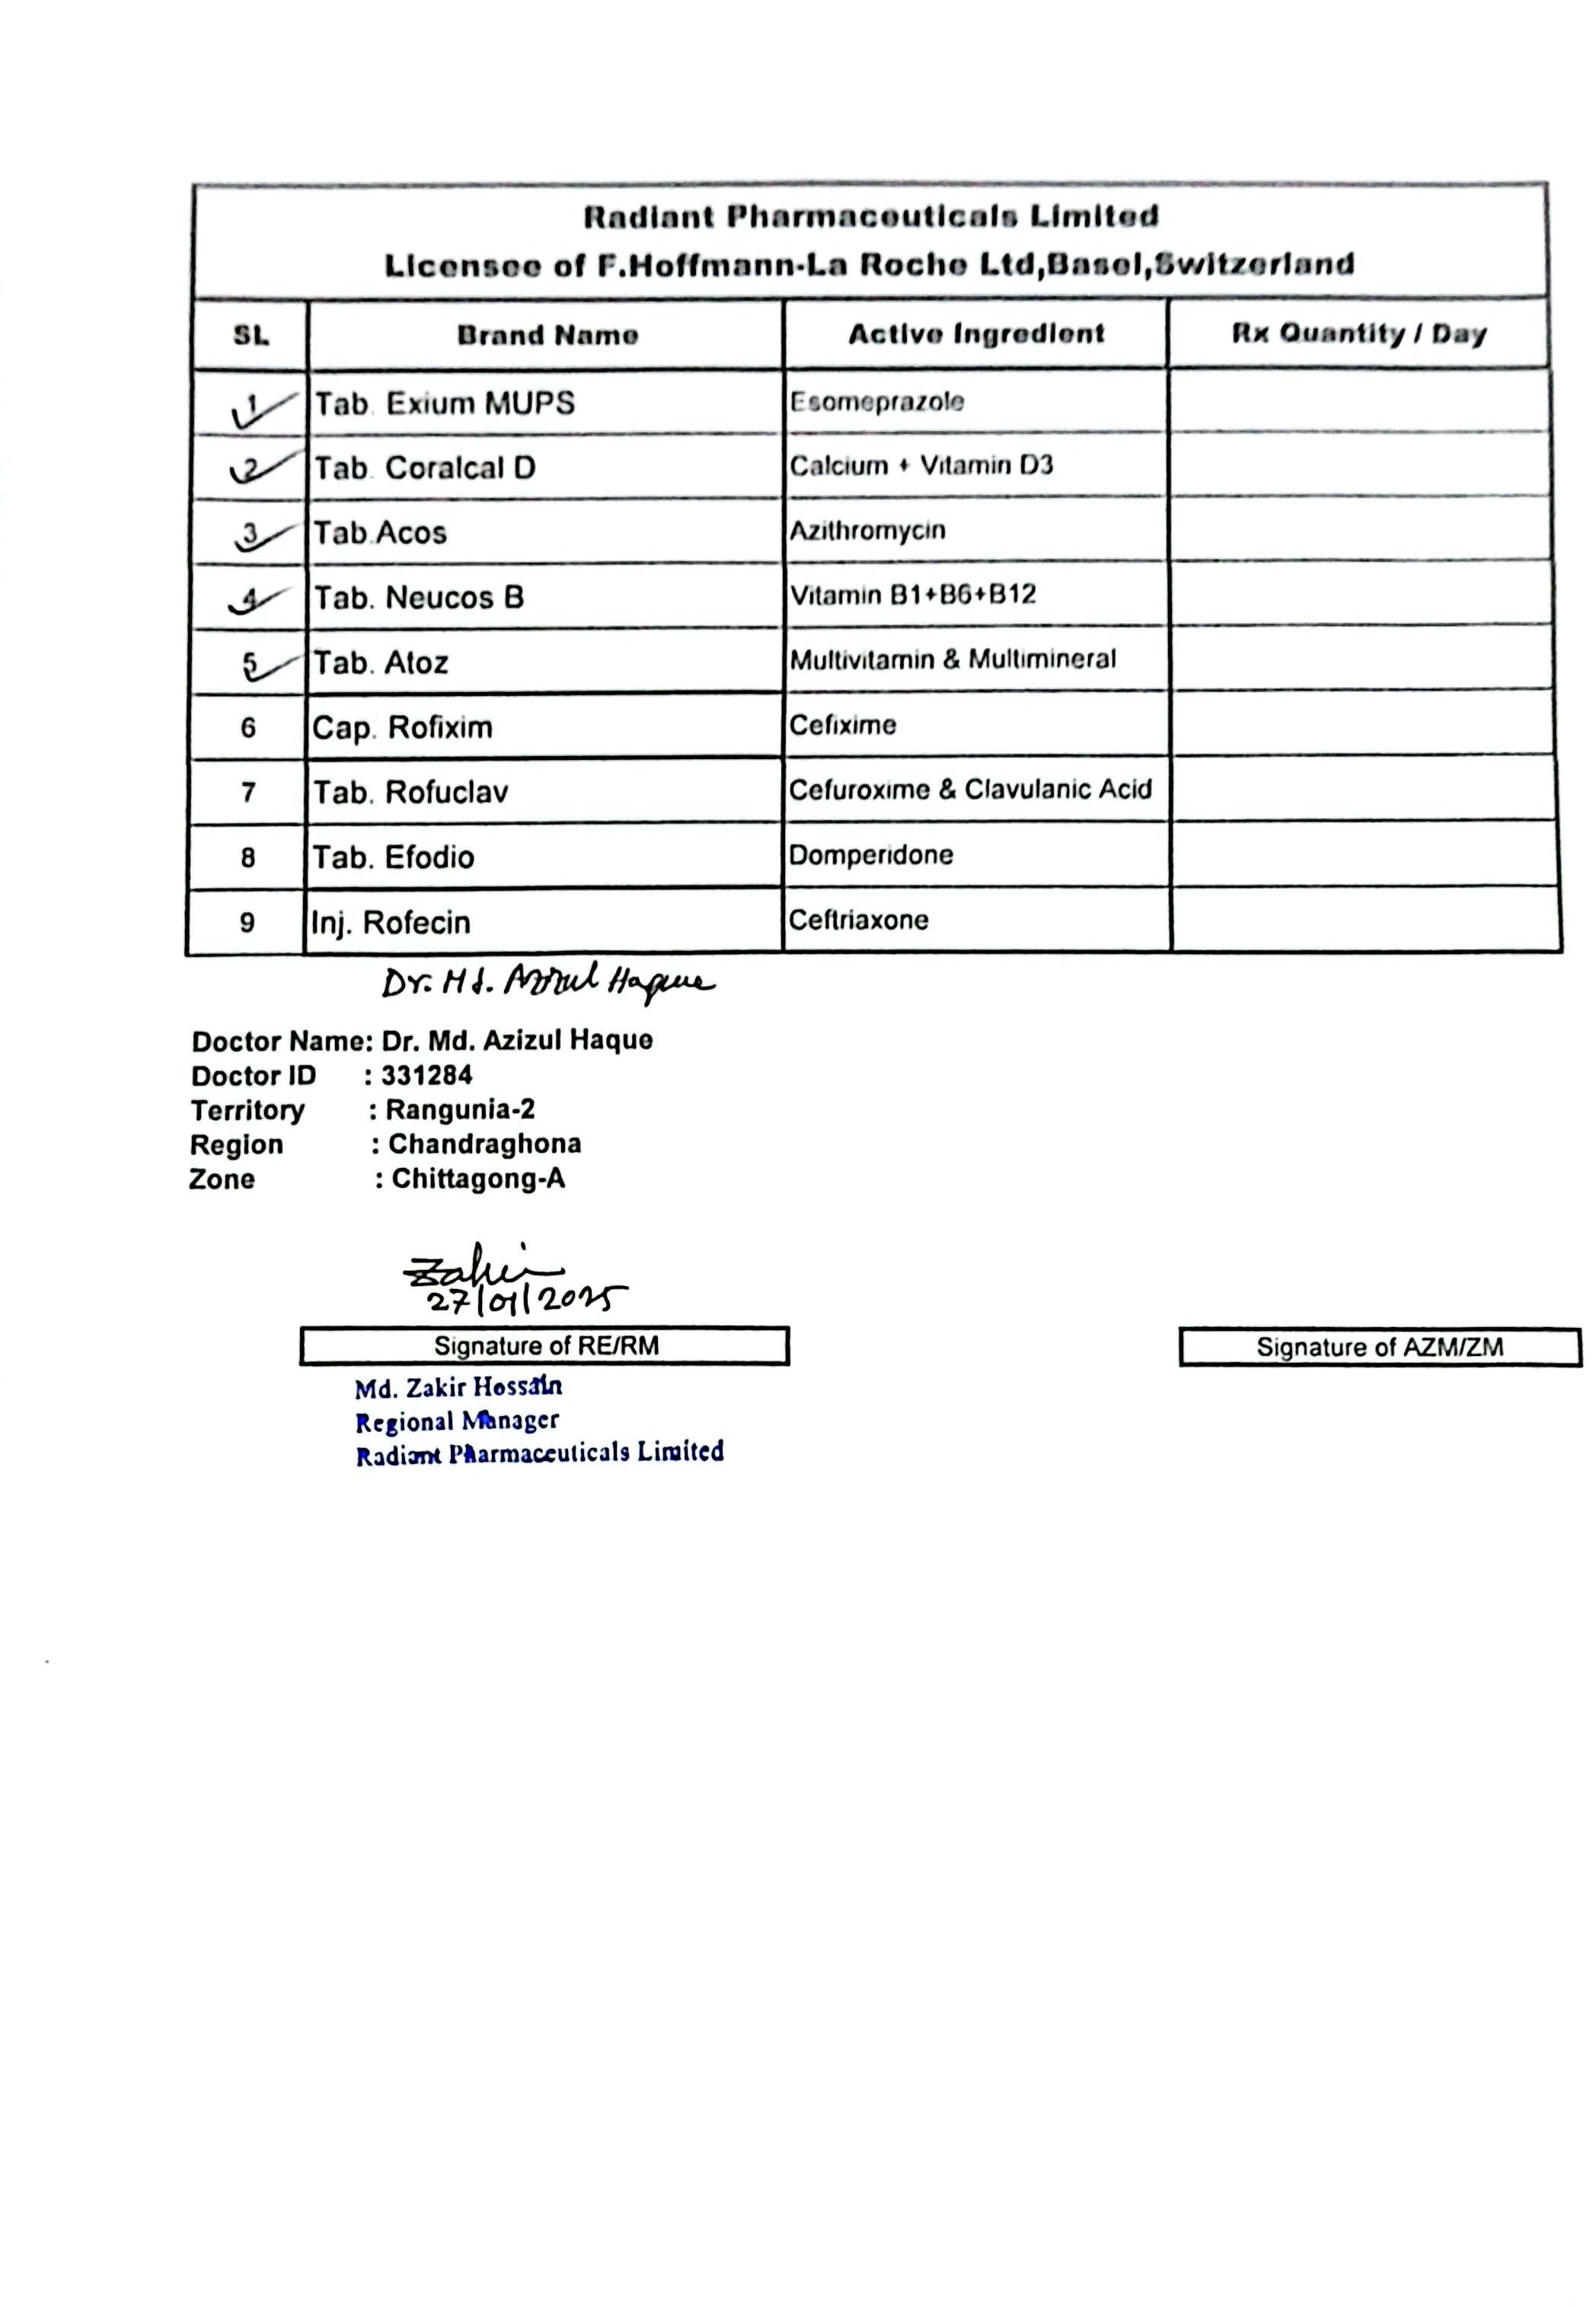 Radiant Pharmaceuticals Limited
Licensee of F.Hoffmann-La Roche Ltd,Basel,Switzerland
SL Brand Name Active Ingredient Rx Quantity / Day
1 Tab. Exium MUPS Esomeprazole
2 Tab. Coralcal D Calcium + Vitamin D3
3 Tab.Acos Azithromycin
4 Tab. Neucos B Vitamin B1+B6+B12
5 Tab. Atoz Multivitamin & Multimineral
6 Cap. Rofixim Cefixime
7 Tab. Rofuclav Cefuroxime & Clavulanic Acid
8 Tab. Efodio Domperidone
9 Inj. Rofecin Ceftriaxone
Dr. Md. Azizul Haque
Doctor Name: Dr. Md. Azizul Haque
Doctor ID : 331284
Territory : Rangunia-2
Region : Chandraghona
Zone : Chittagong-A
Zakir
27/01/2025
Signature of RE/RM Signature of AZM/ZM
Md. Zakir Hossain
Regional Manager
Radiant Pharmaceuticals Limited